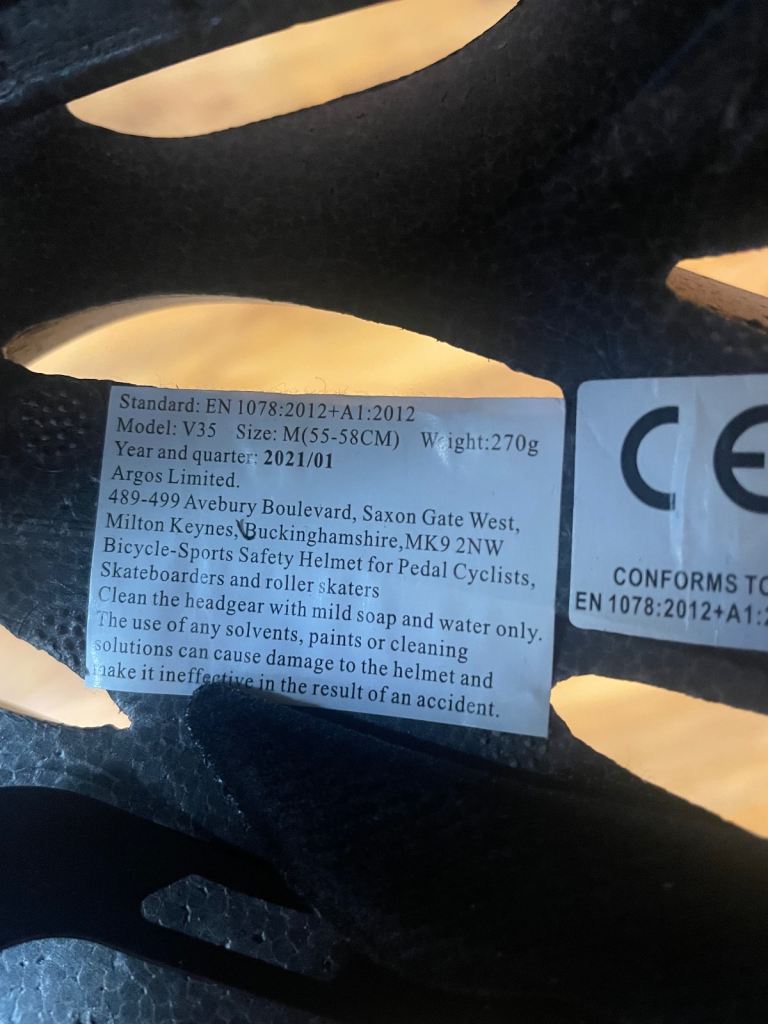 Standard: EN 1078:2012+A1:2012
Model: V35 Size: M(55-58CM) Weight:270g
Year and quarter: 2021/01
Argos Limited.
489-499 Avebury Boulevard, Saxon Gate West,
Milton Keynes, Buckinghamshire,MK9 2NW
Bicycle-Sports Safety Helmet for Pedal Cyclists,
Skateboarders and roller skaters
Clean the headgear with mild soap and water only.
The use of any solvents, paints or cleaning
solutions can cause damage to the helmet and
make it ineffective in the result of an accident.
CE
CONFORMS TO
EN 1078:2012+A1:2